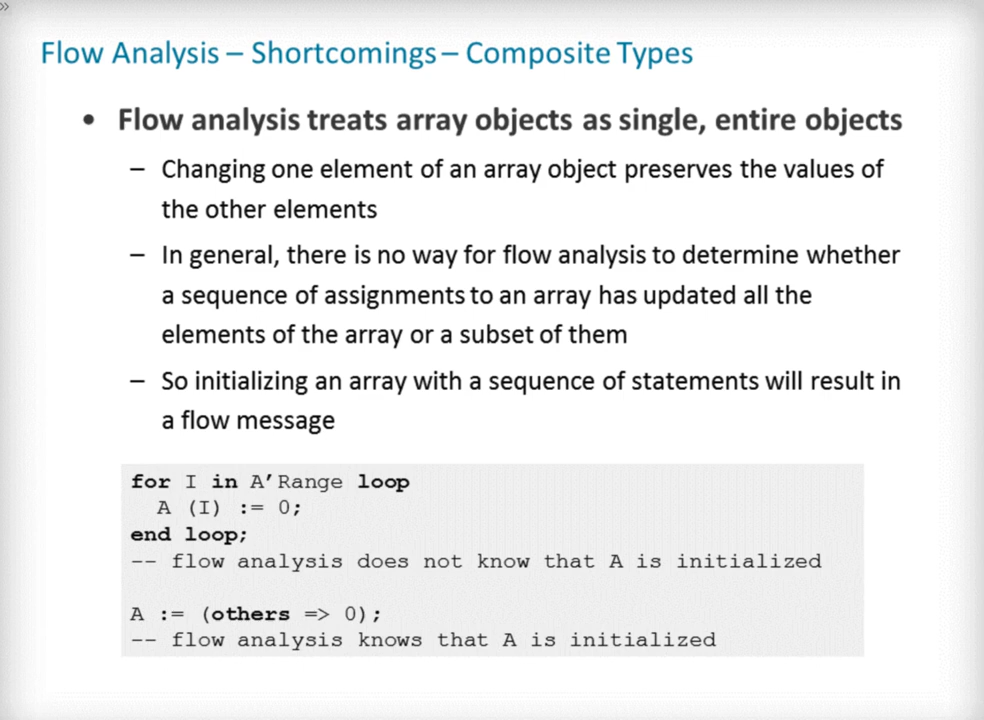 »
Flow Analysis – Shortcomings – Composite Types
• Flow analysis treats array objects as single, entire objects
– Changing one element of an array object preserves the values of
the other elements
– In general, there is no way for flow analysis to determine whether
a sequence of assignments to an array has updated all the
elements of the array or a subset of them
– So initializing an array with a sequence of statements will result in
a flow message
for I in A'Range loop
A (I) := 0;
end loop;
-- flow analysis does not know that A is initialized
A := (others => 0);
-- flow analysis knows that A is initialized